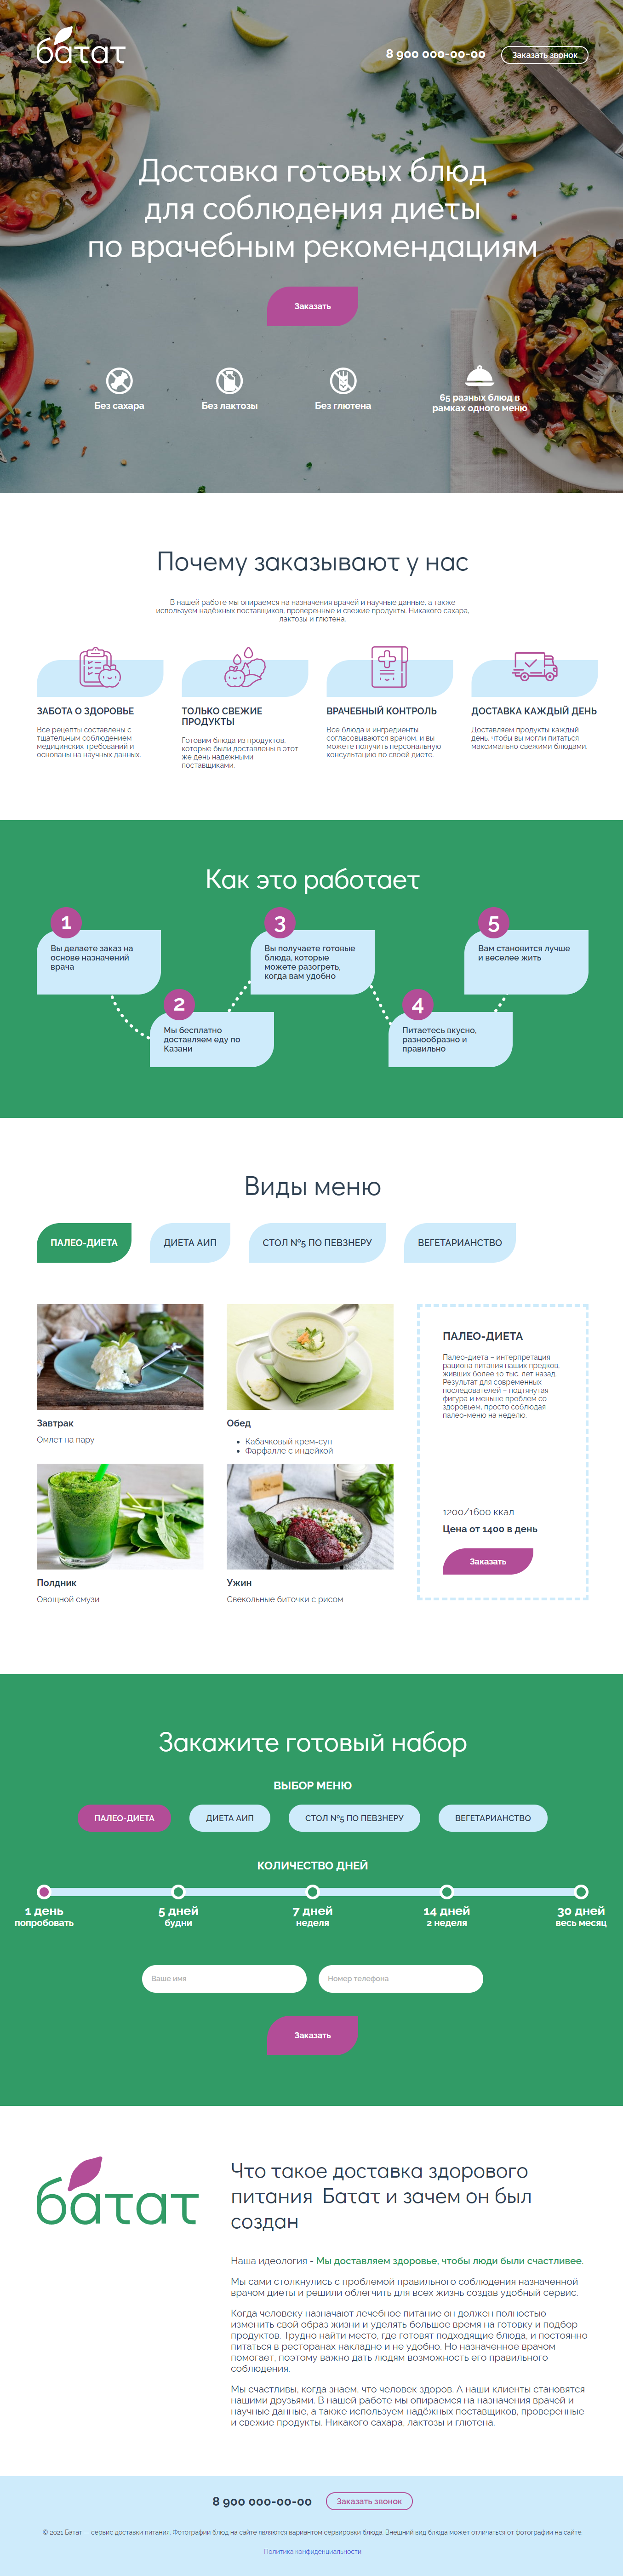 батат
8 900 000-00-00
Заказать звонок
Доставка готовых блюд
для соблюдения диеты
по врачебным рекомендациям
Заказать
Без сахара
Без лактозы
Без глютена
65 разных блюд в
рамках одного меню
Почему заказывают у нас
В нашей работе мы опираемся на назначения врачей и научные данные, а также
используем надёжных поставщиков, проверенные и свежие продукты. Никакого сахара,
лактозы и глютена.
ЗАБОТА О ЗДОРОВЬЕ
Все рецепты составлены с
тщательным соблюдением
медицинских требований и
основаны на научных данных.
ТОЛЬКО СВЕЖИЕ
ПРОДУКТЫ
Готовим блюда из продуктов,
которые были доставлены в этот
же день надежными
поставщиками.
ВРАЧЕБНЫЙ КОНТРОЛЬ
Все блюда и ингредиенты
согласовываются врачом, и вы
можете получить персональную
консультацию по своей диете.
ДОСТАВКА КАЖДЫЙ ДЕНЬ
Доставляем продукты каждый
день, чтобы вы могли питаться
максимально свежими блюдами.
Как это работает
1
Вы делаете заказ на
основе назначений
врача
2
Мы бесплатно
доставляем еду по
Казани
3
Вы получаете готовые
блюда, которые
можете разогреть,
когда вам удобно
4
Питаетесь вкусно,
разнообразно и
правильно
5
Вам становится лучше
и веселее жить
Виды меню
ПАЛЕО-ДИЕТА
ДИЕТА АИП
СТОЛ №5 ПО ПЕВЗНЕРУ
ВЕГЕТАРИАНСТВО
Завтрак
Омлет на пару
Обед
• Кабачковый крем-суп
• Фарфалле с индейкой
Полдник
Овощной смузи
Ужин
Свекольные биточки с рисом
ПАЛЕО-ДИЕТА
Палео-диета – интерпретация
рациона питания наших предков,
живших более 10 тыс. лет назад.
Результат для современных
последователей – подтянутая
фигура и меньше проблем со
здоровьем, просто соблюдая
палео-меню на неделю.
1200/1600 ккал
Цена от 1400 в день
Заказать
Закажите готовый набор
ВЫБОР МЕНЮ
ПАЛЕО-ДИЕТА
ДИЕТА АИП
СТОЛ №5 ПО ПЕВЗНЕРУ
ВЕГЕТАРИАНСТВО
КОЛИЧЕСТВО ДНЕЙ
1 день
попробовать
5 дней
будни
7 дней
неделя
14 дней
2 неделя
30 дней
весь месяц
Ваше имя
Номер телефона
Заказать
батат
Что такое доставка здорового
питания Батат и зачем он был
создан
Наша идеология - Мы доставляем здоровье, чтобы люди были счастливее.
Мы сами столкнулись с проблемой правильного соблюдения назначенной
врачом диеты и решили облегчить для всех жизнь создав удобный сервис.
Когда человеку назначают лечебное питание он должен полностью
изменить свой образ жизни и уделять большое время на готовку и подбор
продуктов. Трудно найти место, где готовят подходящие блюда, и постоянно
питаться в ресторанах накладно и не удобно. Но назначенное врачом
помогает, поэтому важно дать людям возможность его правильного
соблюдения.
Мы счастливы, когда знаем, что человек здоров. А наши клиенты становятся
нашими друзьями. В нашей работе мы опираемся на назначения врачей и
научные данные, а также используем надёжных поставщиков, проверенные
и свежие продукты. Никакого сахара, лактозы и глютена.
8 900 000-00-00
Заказать звонок
© 2021 Батат — сервис доставки питания. Фотографии блюд на сайте являются вариантом сервировки блюда. Внешний вид блюда может отличаться от фотографии на сайте.
Политика конфиденциальности